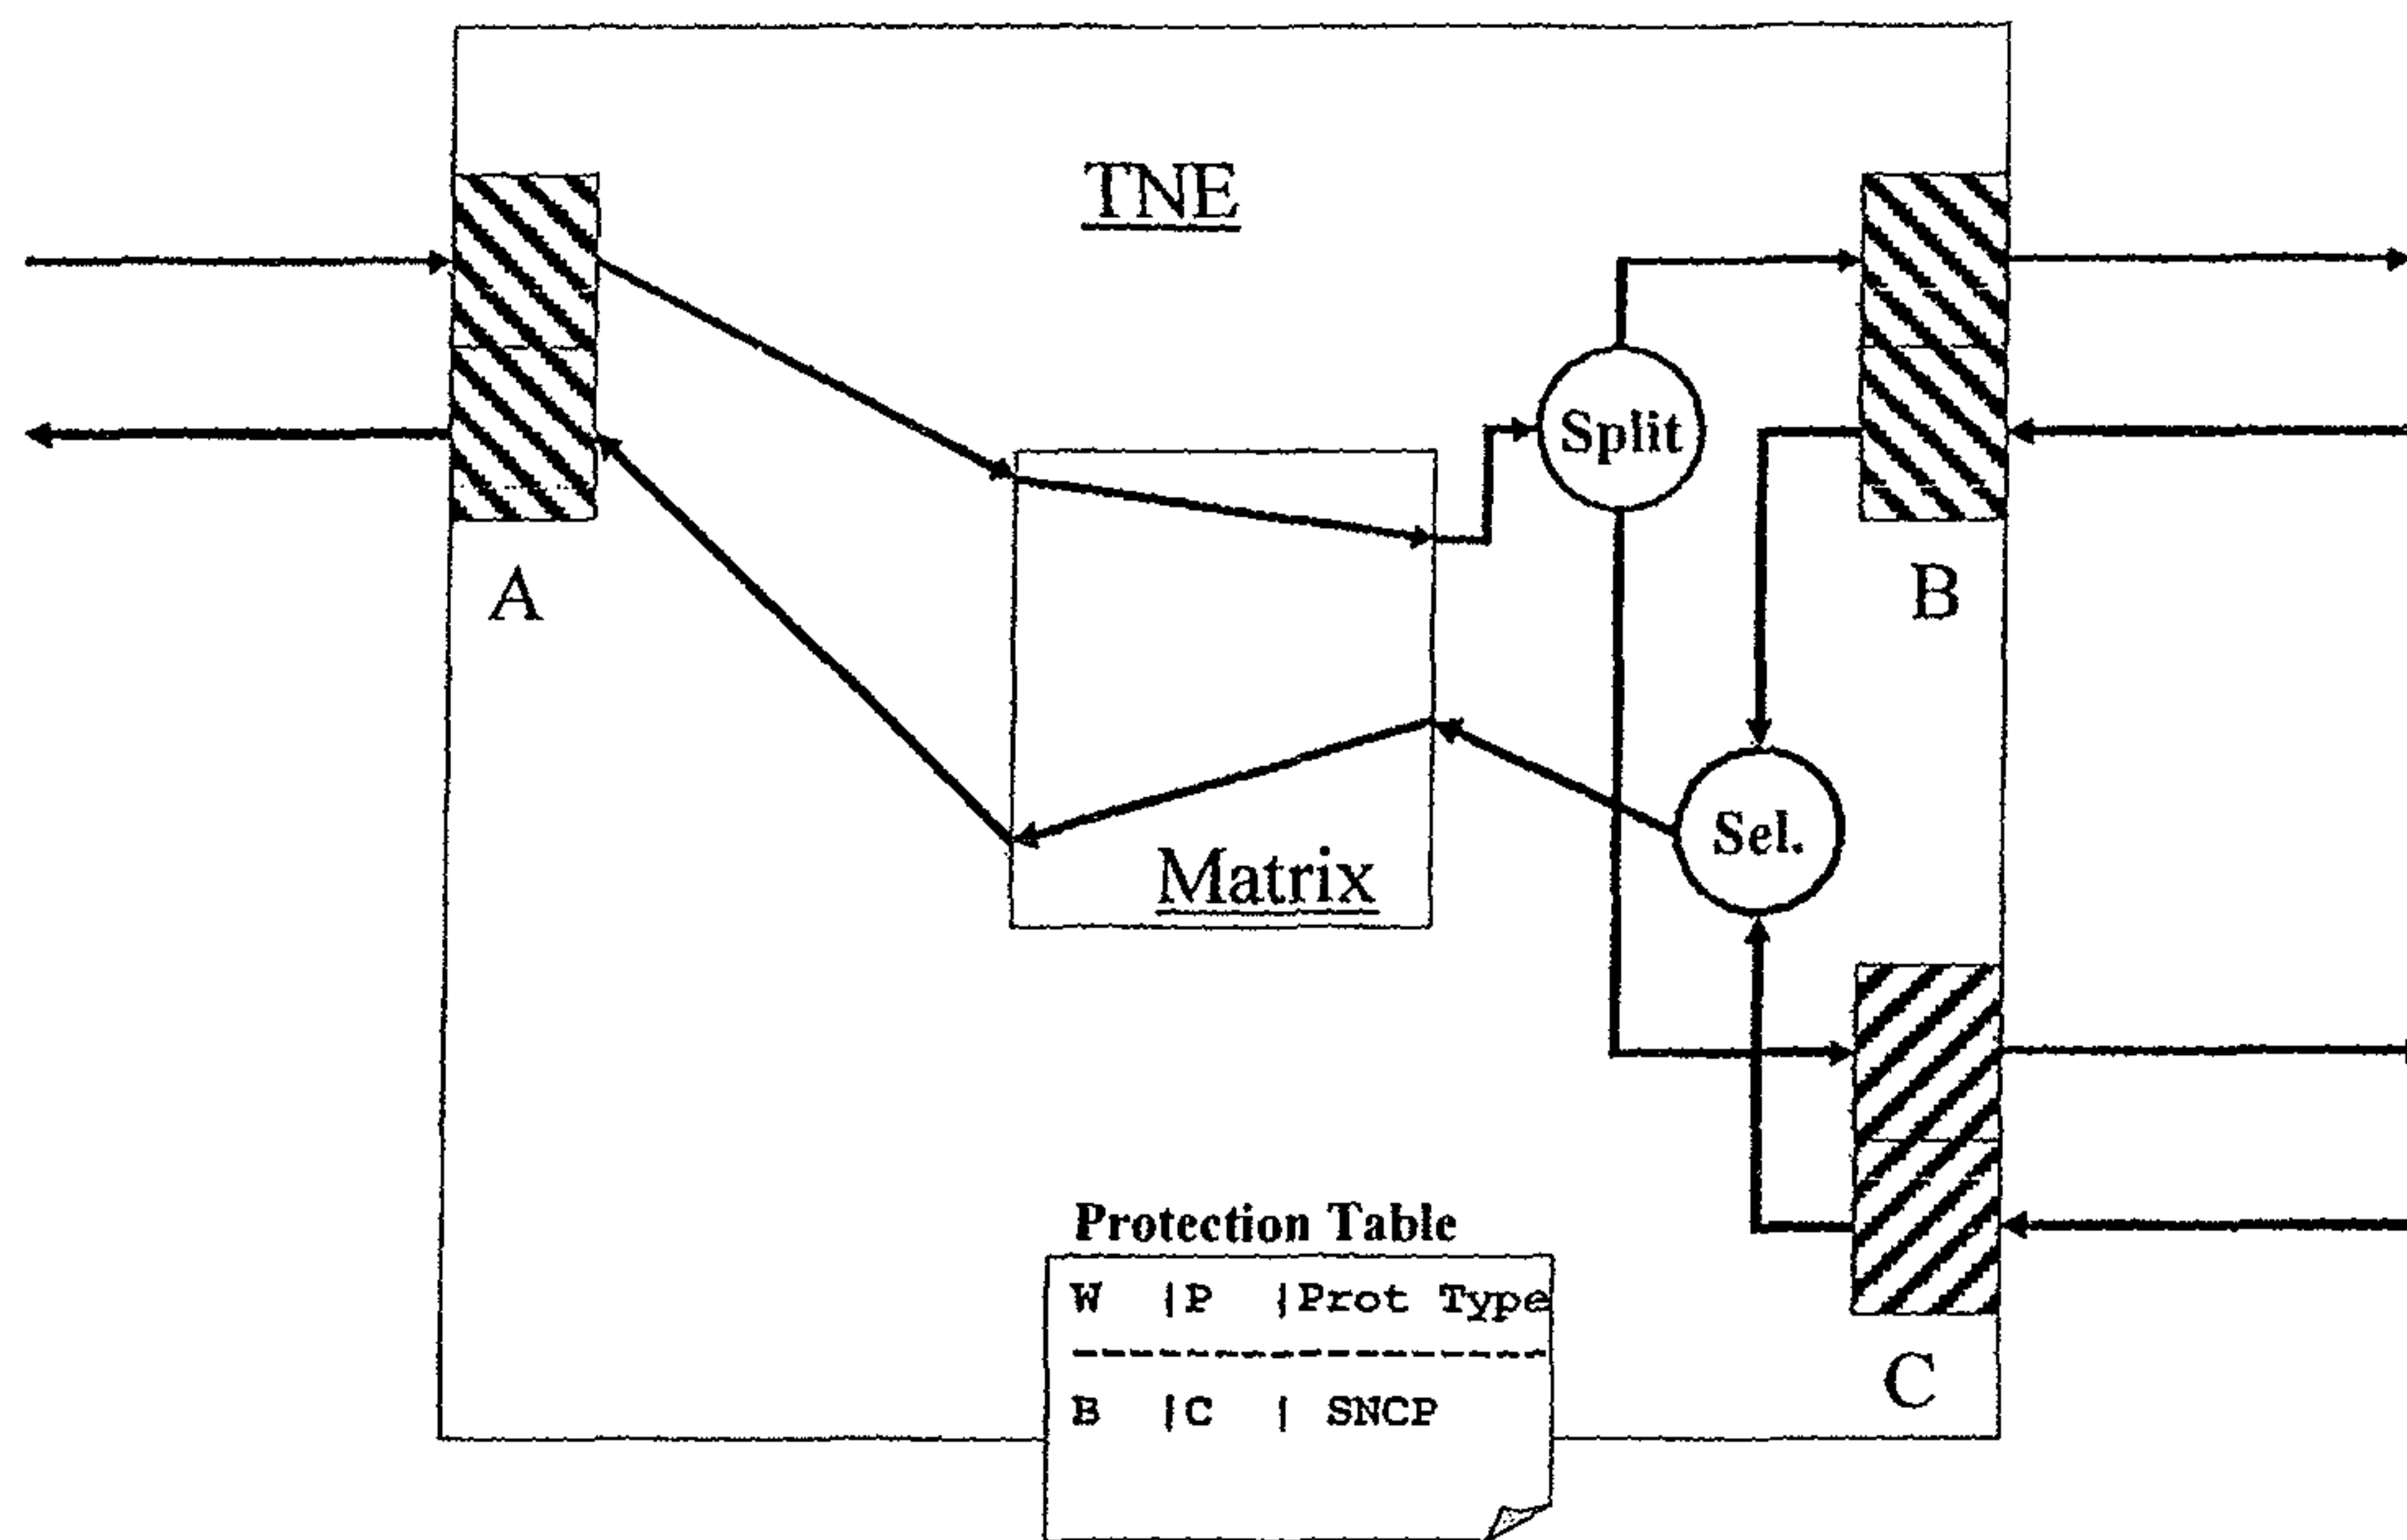 TNE
Split
A
B
Sel.
Matrix
Protection Table
W |P |Prot Type
-----------------
B |C | SNCP
C